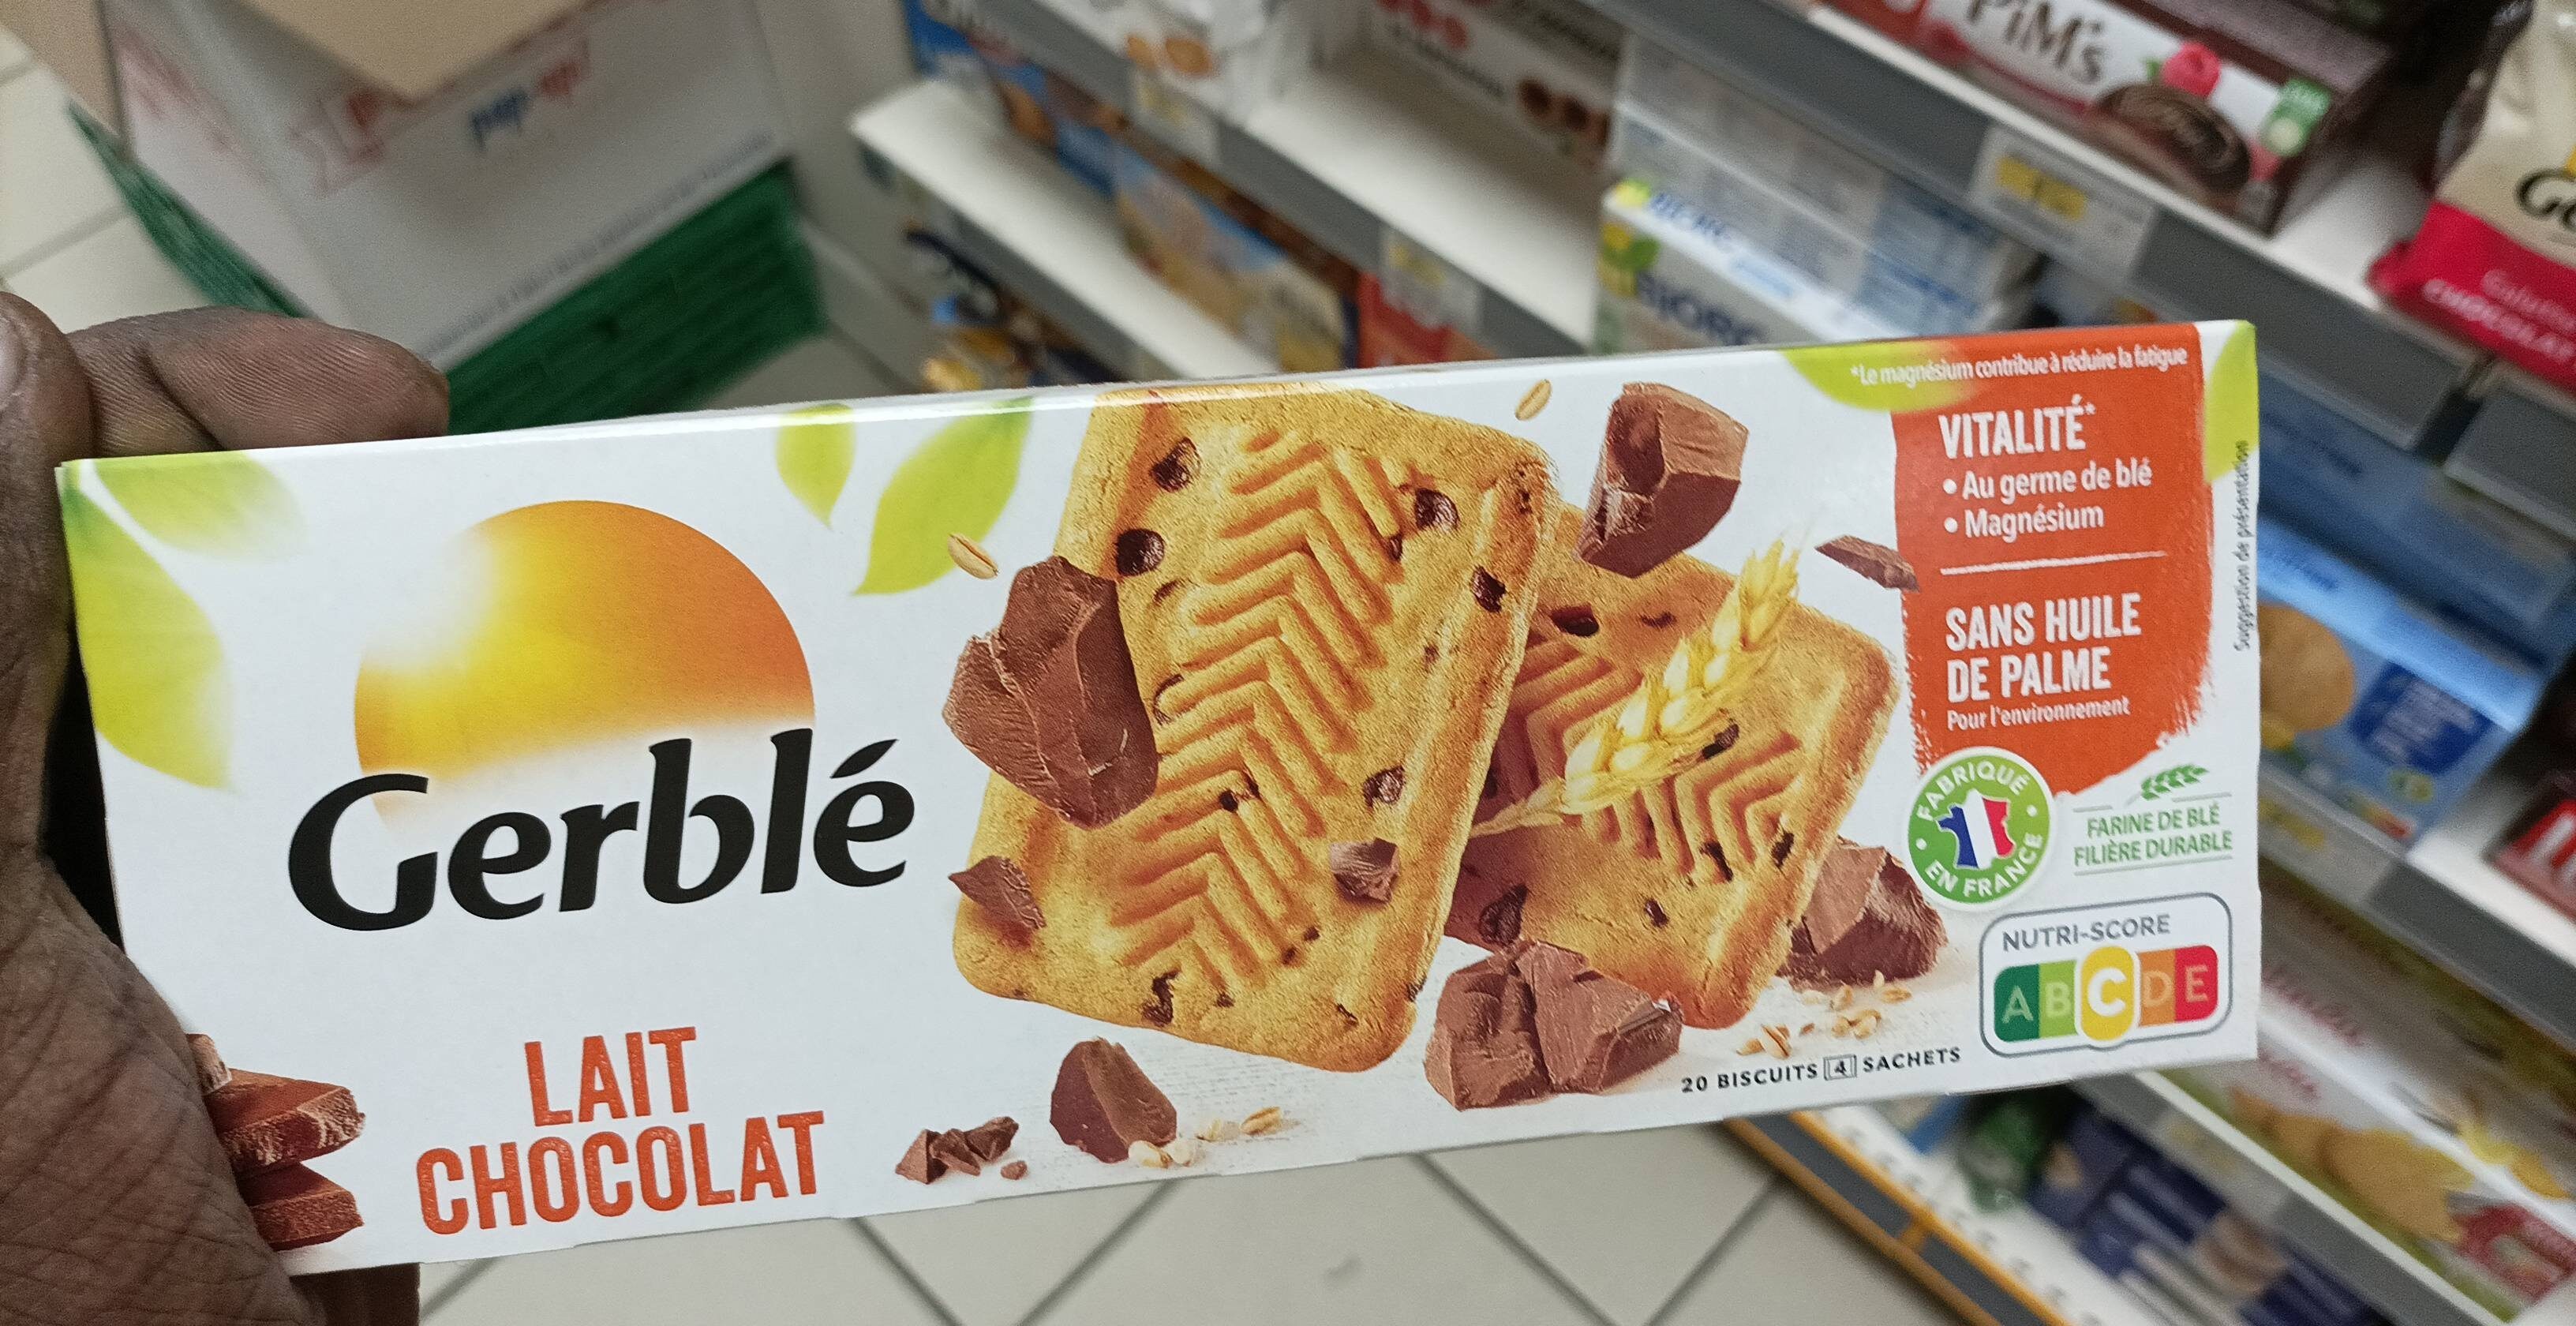 PiM's
Gerblé
LAIT
CHOCOLAT
*Le magnésium contribue à réduire la fatigue
VITALITÉ*
• Au germe de blé
• Magnésium
SANS HUILE
DE PALME
Pour l'environnement
Suggestion de présentation
FABRIQUÉ
EN FRANCE
FARINE DE BLÉ
FILIÈRE DURABLE
NUTRI-SCORE
A B C D E
20 BISCUITS 4 SACHETS